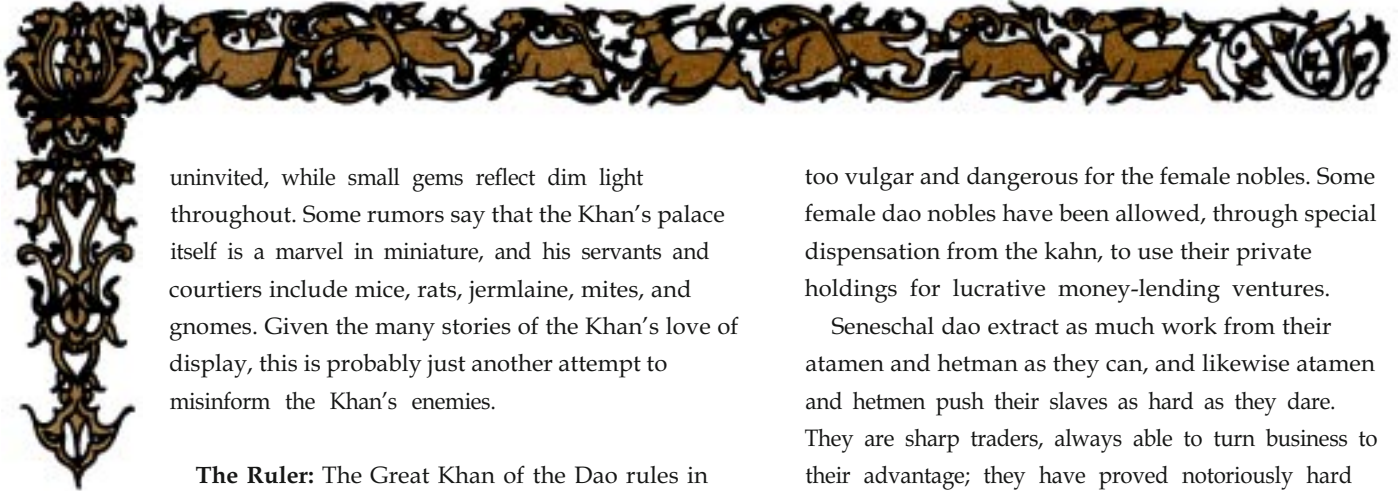 uninvited, while small gems reflect dim light
throughout. Some rumors say that the Khan's palace
itself is a marvel in miniature, and his servants and
courtiers include mice, rats, jermlaine, mites, and
gnomes. Given the many stories of the Khan's love of
display, this is probably just another attempt to
misinform the Khan's enemies.
The Ruler: The Great Khan of the Dao rules in
too vulgar and dangerous for the female nobles. Some
female dao nobles have been allowed, through special
dispensation from the kahn, to use their private
holdings for lucrative money-lending ventures.
Seneschal dao extract as much work from their
atamen and hetman as they can, and likewise atamen
and hetmen push their slaves as hard as they dare.
They are sharp traders, always able to turn business to
their advantage; they have proved notoriously hard